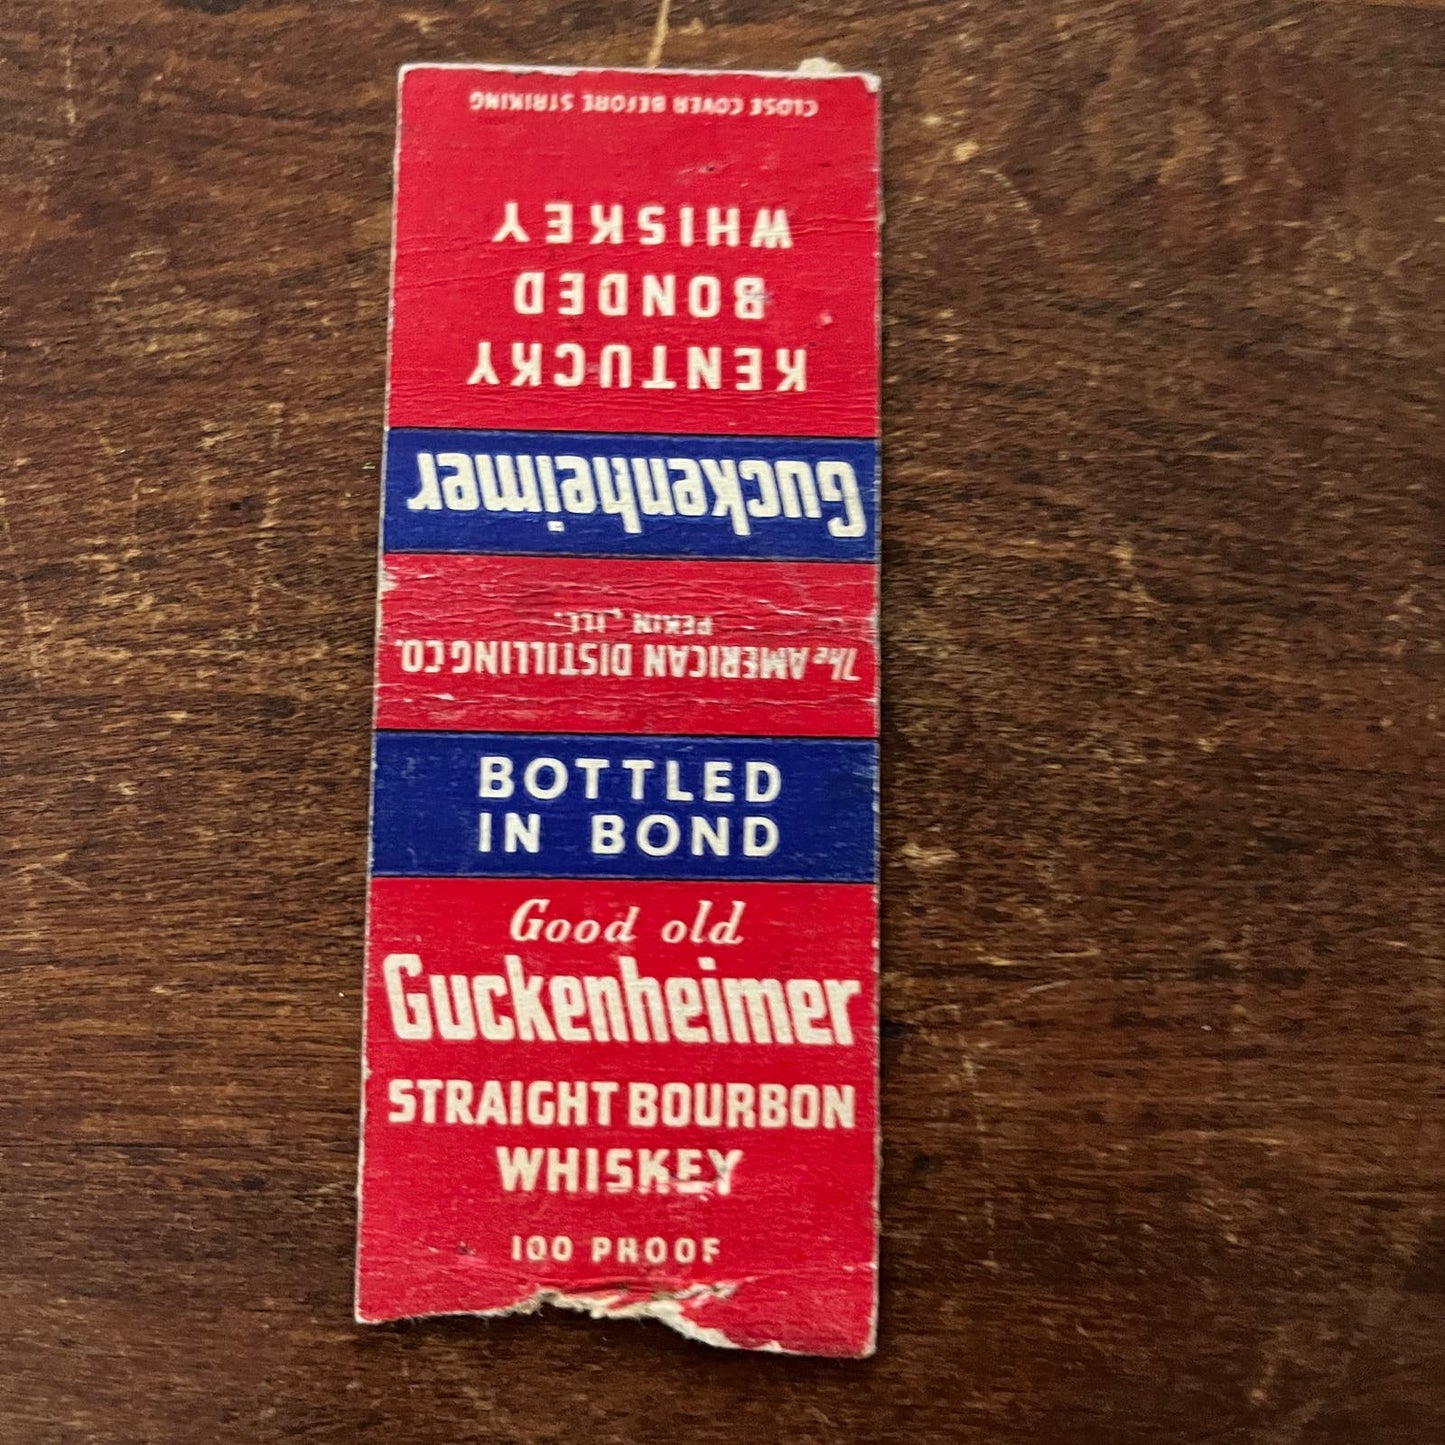 CLOSE COVER BEFORE STRIKING
Guckenheimer
KENTUCKY
BONDED
WHISKEY
The AMERICAN DISTILLING CO.
PEKIN, ILL.
BOTTLED
IN BOND
Good old
Guckenheimer
STRAIGHT BOURBON
WHISKEY
100 PROOF